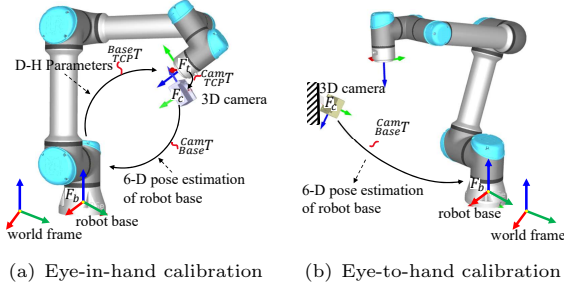 Base
TCP T
D-H Parameters
F_t
Cam
TCP T
F_c
3D camera
Cam
Base T
6-D pose estimation
of robot base
F_b
robot base
world frame
(a) Eye-in-hand calibration
3D camera
F_c
Cam
Base T
6-D pose estimation
of robot base
F_b
robot base
world frame
(b) Eye-to-hand calibration